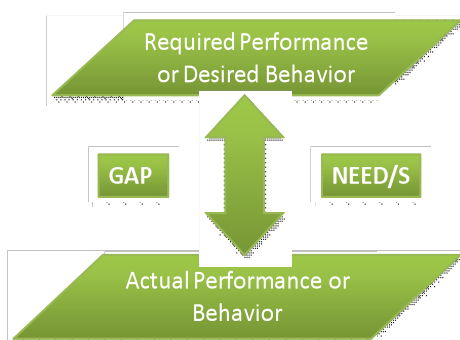 Required Performance
or Desired Behavior
GAP
NEED/S
Actual Performance or
Behavior